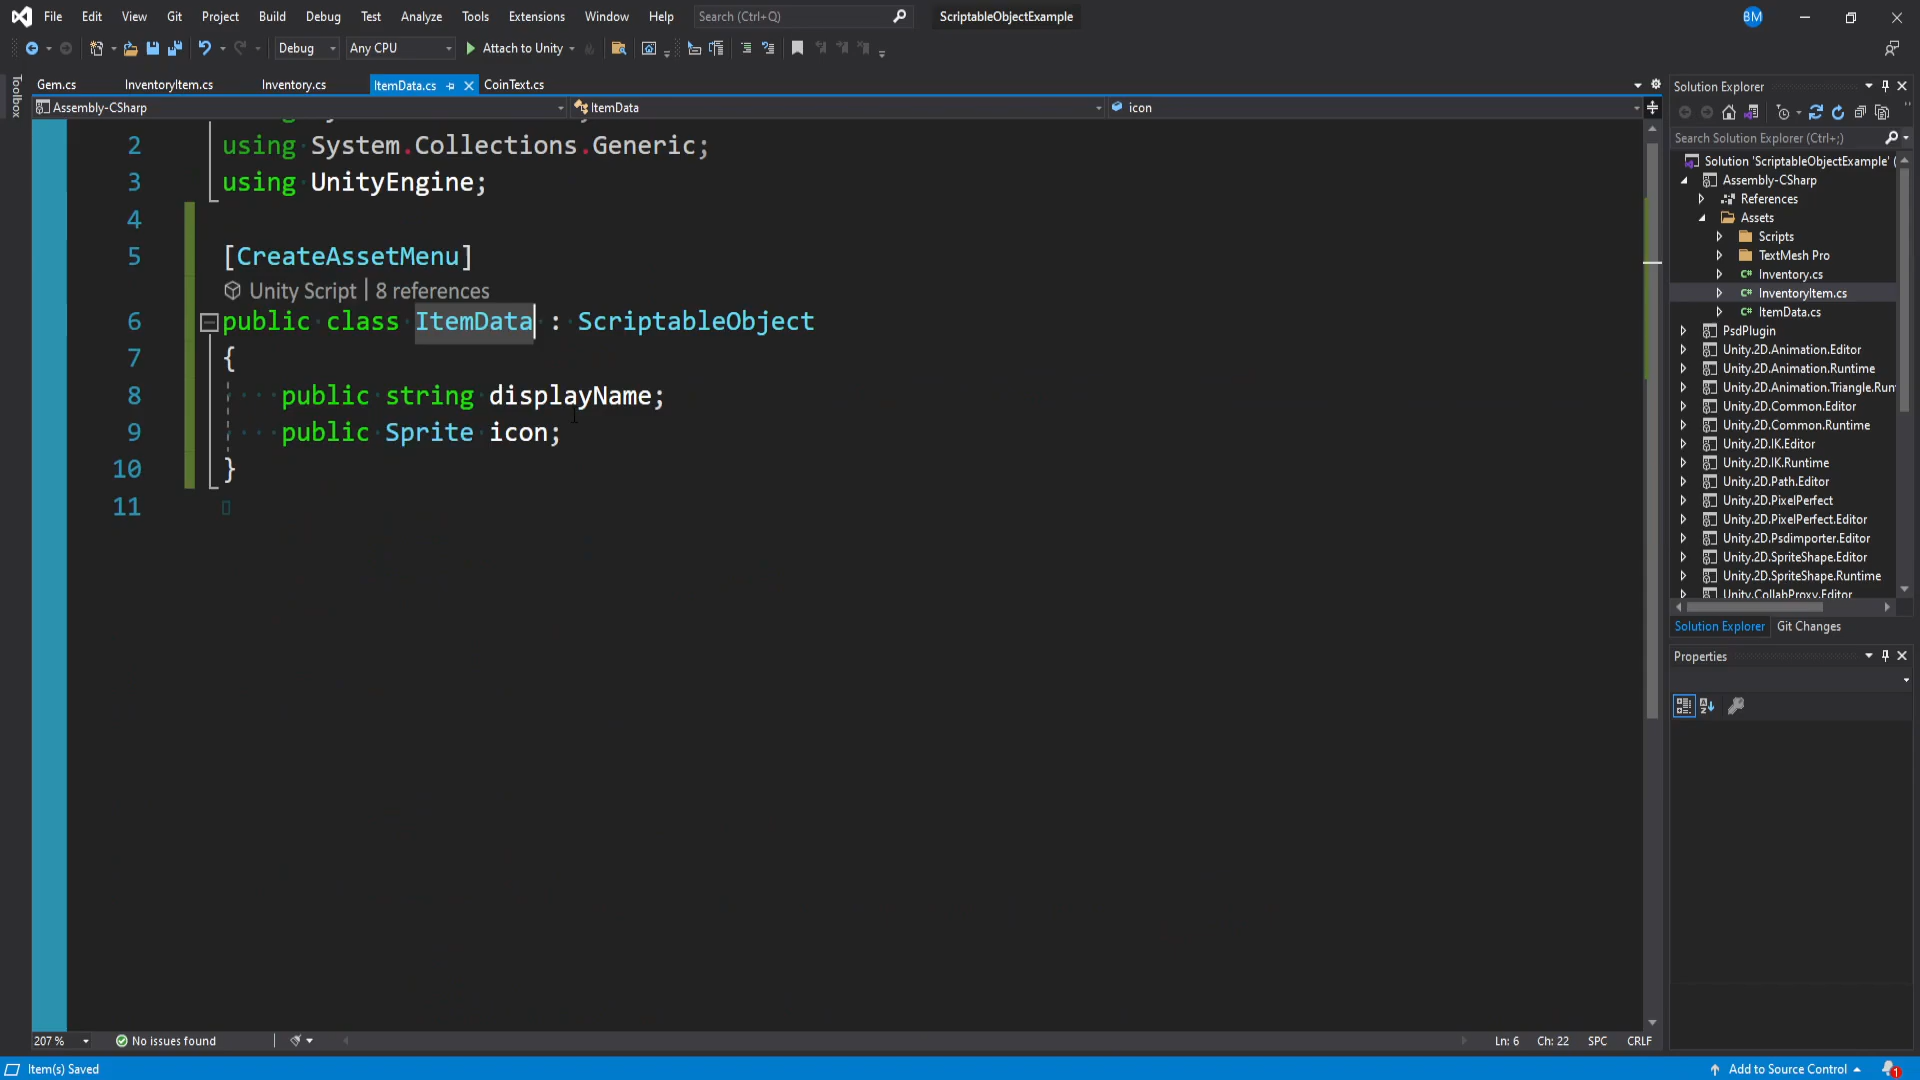 File Edit View Git Project Build Debug Test Analyze Tools Extensions Window Help Search (Ctrl+Q) ScriptableObjectExample BM
Debug Any CPU Attach to Unity
Toolbox
Gem.cs InventoryItem.cs Inventory.cs ItemData.cs CoinText.cs
Assembly-CSharp ItemData icon
2 using System.Collections.Generic;
3 using UnityEngine;
4
5 [CreateAssetMenu]
Unity Script | 8 references
6 public class ItemData : ScriptableObject
7 {
8 public string displayName;
9 public Sprite icon;
10 }
11
207 % No issues found Ln: 6 Ch: 22 SPC CRLF
Item(s) Saved Add to Source Control 1
Solution Explorer
Search Solution Explorer (Ctrl+;)
Solution 'ScriptableObjectExample' (
Assembly-CSharp
References
Assets
Scripts
TextMesh Pro
C# Inventory.cs
C# InventoryItem.cs
C# ItemData.cs
PsdPlugin
Unity.2D.Animation.Editor
Unity.2D.Animation.Runtime
Unity.2D.Animation.Triangle.Run
Unity.2D.Common.Editor
Unity.2D.Common.Runtime
Unity.2D.IK.Editor
Unity.2D.IK.Runtime
Unity.2D.Path.Editor
Unity.2D.PixelPerfect
Unity.2D.PixelPerfect.Editor
Unity.2D.Psdimporter.Editor
Unity.2D.SpriteShape.Editor
Unity.2D.SpriteShape.Runtime
Unity.CollabProxy.Editor
Solution Explorer Git Changes
Properties